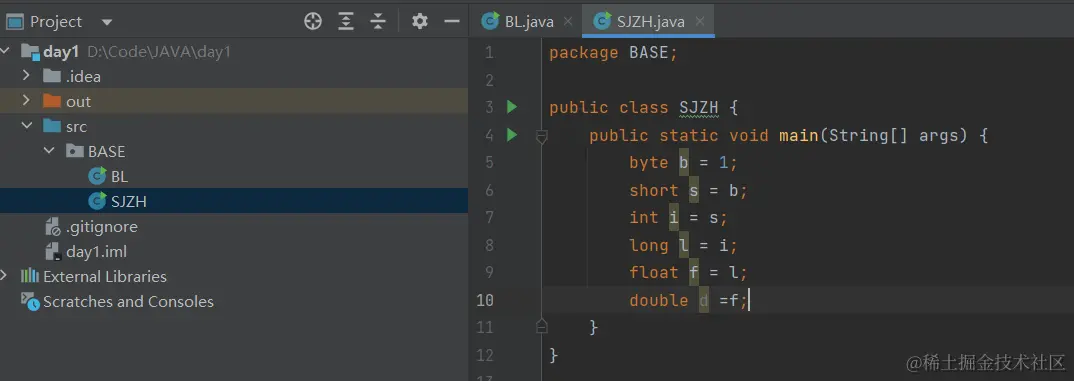 Project
day1 D:\Code\JAVA\day1
.idea
out
src
BASE
BL
SJZH
.gitignore
day1.iml
External Libraries
Scratches and Consoles
BL.java
SJZH.java
1 package BASE;
2
3 public class SJZH {
4 public static void main(String[] args) {
5 byte b = 1;
6 short s = b;
7 int i = s;
8 long l = i;
9 float f = l;
10 double d =f;
11 }
12 }
13
@稀土掘金技术社区